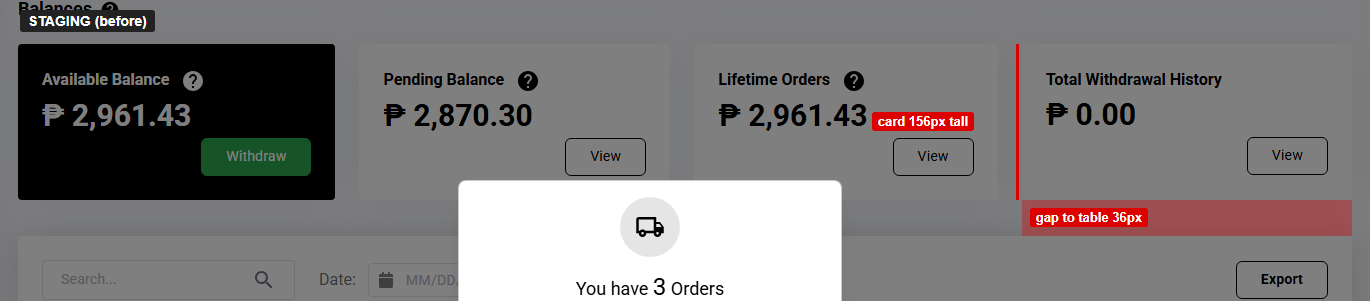 Balances ?
STAGING (before)
Available Balance ?
₱ 2,961.43
Withdraw
Pending Balance ?
₱ 2,870.30
View
Lifetime Orders ?
₱ 2,961.43
card 156px tall
View
Total Withdrawal History
₱ 0.00
View
gap to table 36px
Search...
Date:
MM/DD/
Export
You have 3 Orders